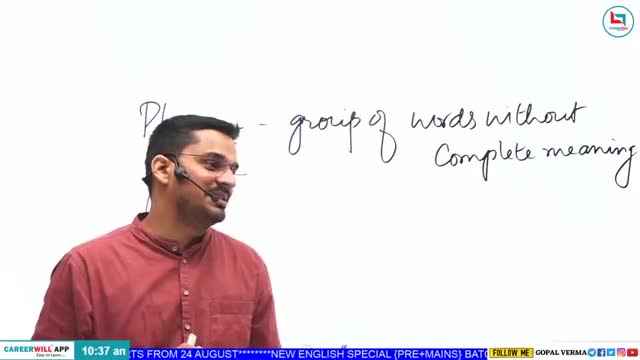 Ph - group of words without
complete meaning
CAREERWILL APP
Easy to Learn....
10:37 am
TS FROM 24 AUGUST********NEW ENGLISH SPECIAL {PRE+MAINS} BATC
FOLLOW ME GOPAL VERMA